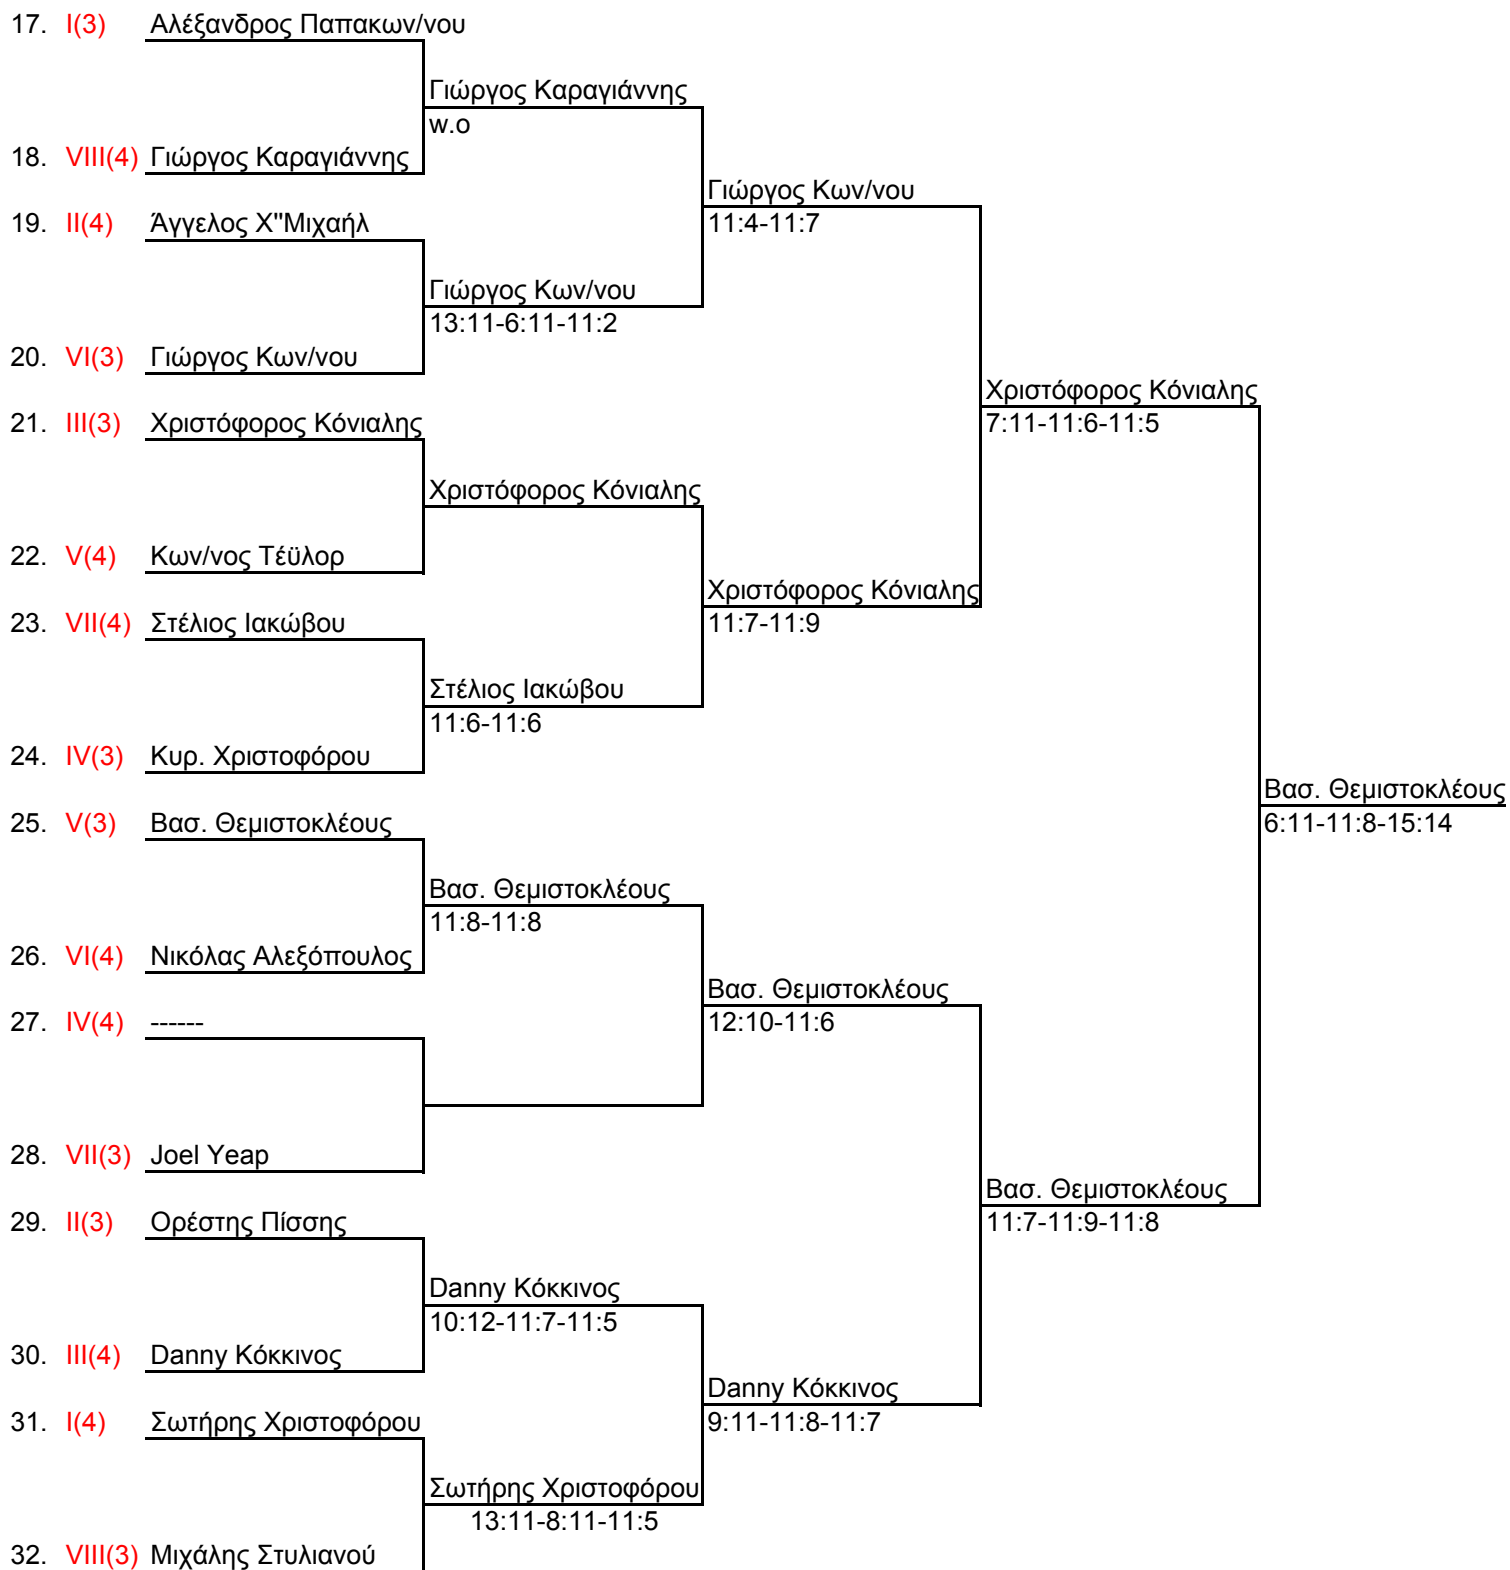 17. I(3) Αλέξανδρος Παπακων/νου
Γιώργος Καραγιάννης
w.o
18. VIII(4) Γιώργος Καραγιάννης
Γιώργος Κων/νου
19. II(4) Άγγελος Χ"Μιχαήλ
11:4-11:7
Γιώργος Κων/νου
13:11-6:11-11:2
20. VI(3) Γιώργος Κων/νου
Χριστόφορος Κόνιαλης
21. III(3) Χριστόφορος Κόνιαλης
7:11-11:6-11:5
Χριστόφορος Κόνιαλης
22. V(4) Κων/νος Τέϋλορ
Χριστόφορος Κόνιαλης
23. VII(4) Στέλιος Ιακώβου
11:7-11:9
Στέλιος Ιακώβου
11:6-11:6
24. IV(3) Κυρ. Χριστοφόρου
Βασ. Θεμιστοκλέους
25. V(3) Βασ. Θεμιστοκλέους
6:11-11:8-15:14
Βασ. Θεμιστοκλέους
11:8-11:8
26. VI(4) Νικόλας Αλεξόπουλος
Βασ. Θεμιστοκλέους
27. IV(4) ------
12:10-11:6
28. VII(3) Joel Yeap
Βασ. Θεμιστοκλέους
29. II(3) Ορέστης Πίσσης
11:7-11:9-11:8
Danny Κόκκινος
10:12-11:7-11:5
30. III(4) Danny Κόκκινος
Danny Κόκκινος
31. I(4) Σωτήρης Χριστοφόρου
9:11-11:8-11:7
Σωτήρης Χριστοφόρου
13:11-8:11-11:5
32. VIII(3) Μιχάλης Στυλιανού